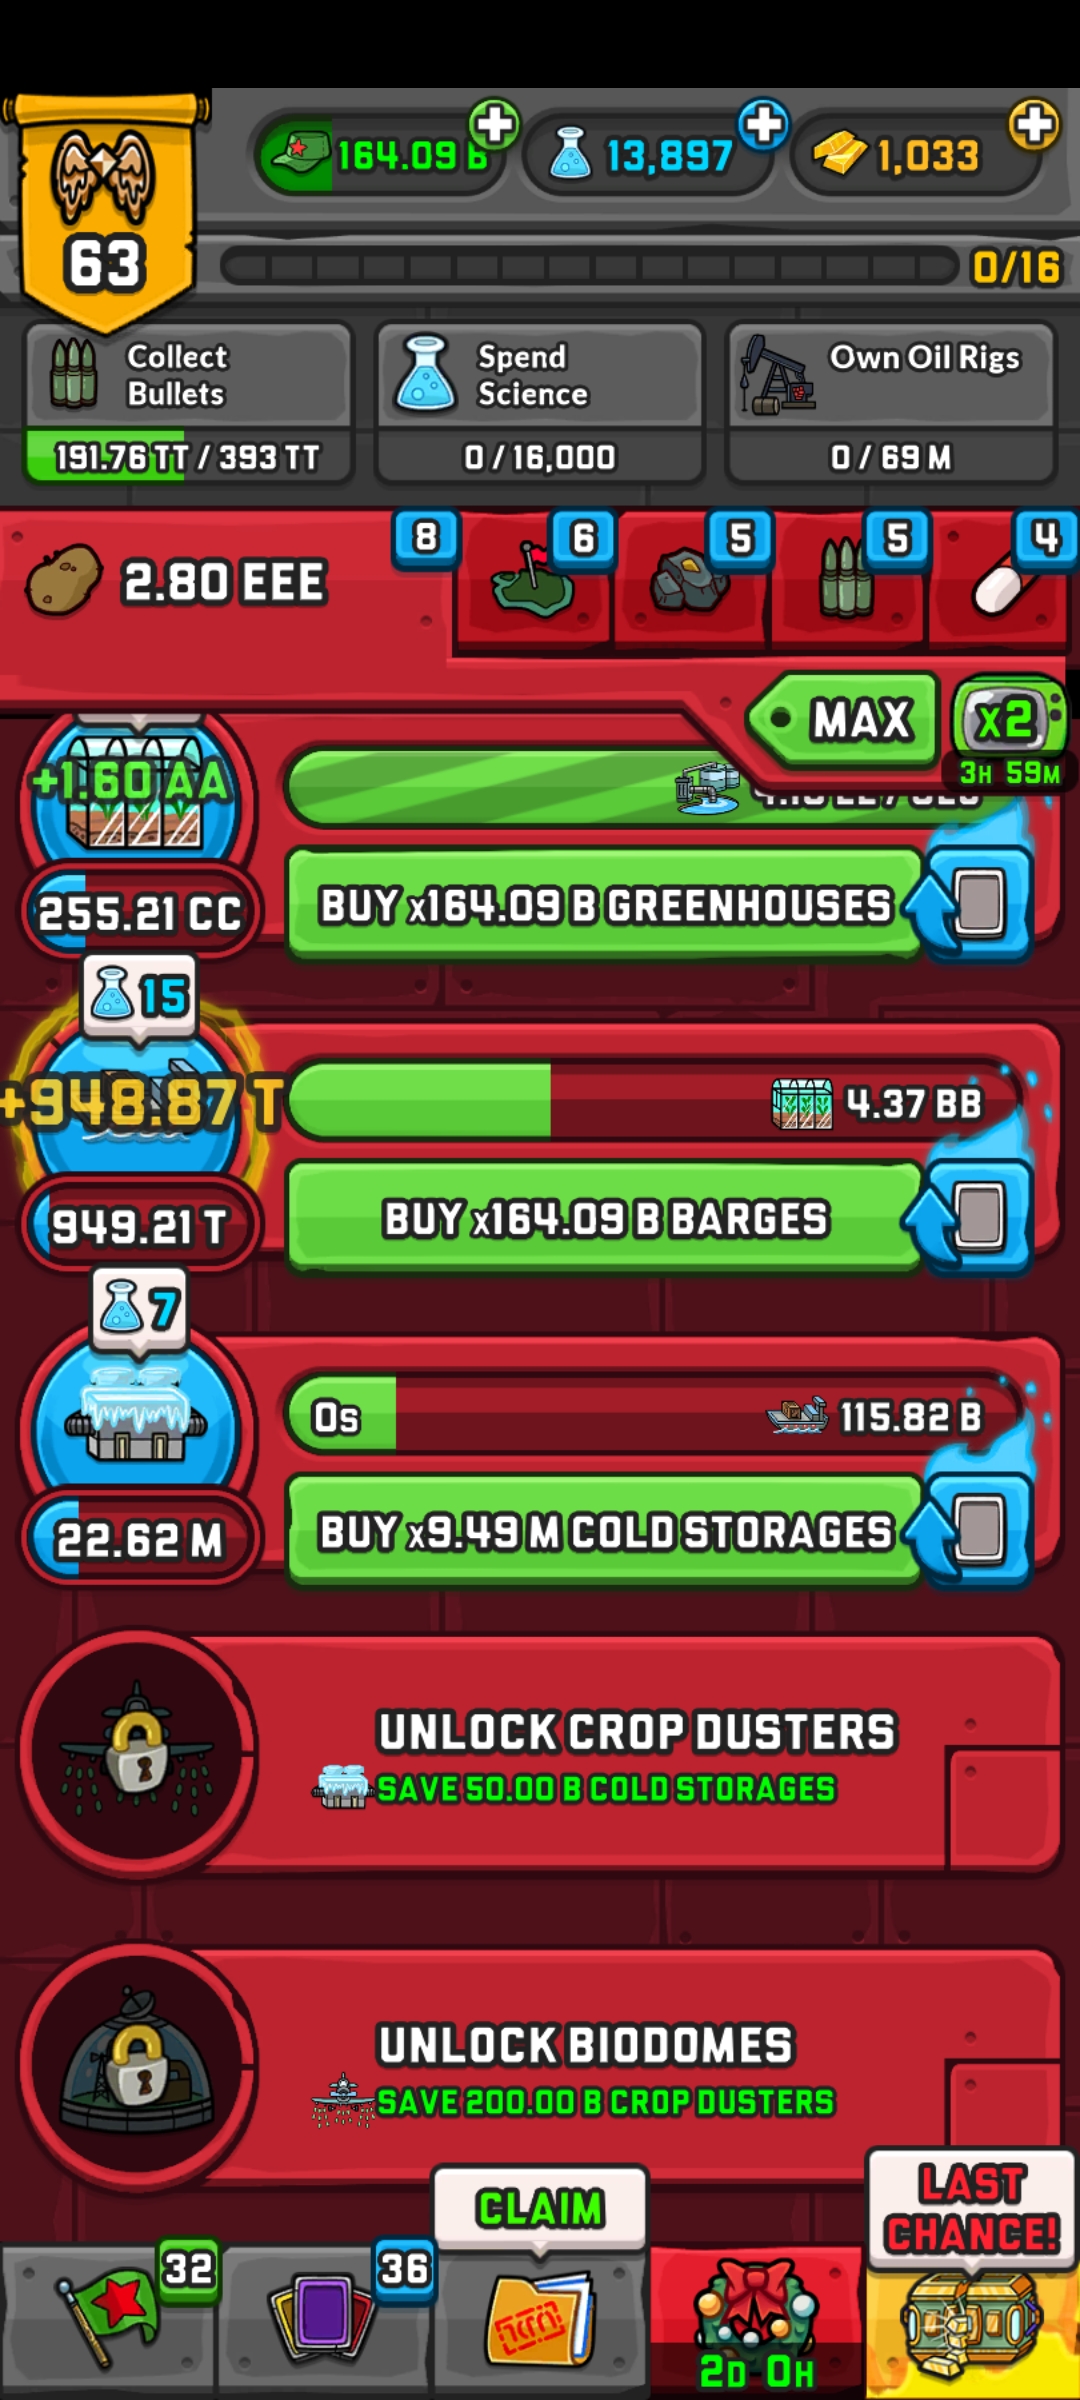 164.09 B
13,897
1,033
63
0/16
Collect
Bullets
191.76 TT / 393 TT
Spend
Science
0 / 16,000
Own Oil Rigs
0 / 69 M
2.80 EEE
8
6
5
5
4
MAX
x2
3H 59M
+1.60 AA
255.21 CC
BUY x164.09 B GREENHOUSES
15
+948.87 T
4.37 BB
949.21 T
BUY x164.09 B BARGES
7
0s
115.82 B
22.62 M
BUY x9.49 M COLD STORAGES
UNLOCK CROP DUSTERS
SAVE 50.00 B COLD STORAGES
UNLOCK BIODOMES
SAVE 200.00 B CROP DUSTERS
CLAIM
LAST
CHANCE!
32
36
2D 0H